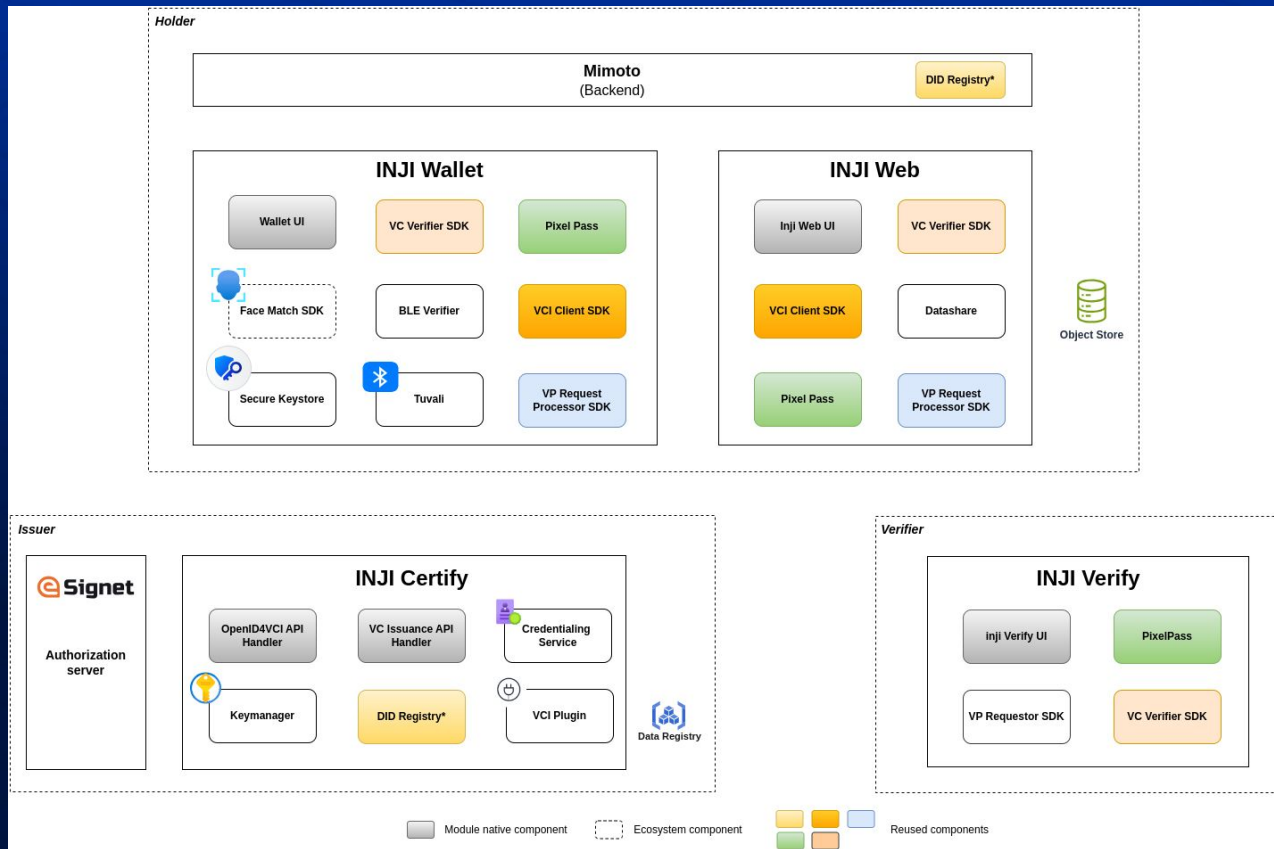 Holder
Mimoto
(Backend)
DID Registry*
INJI Wallet
Wallet UI
VC Verifier SDK
Pixel Pass
Face Match SDK
BLE Verifier
VCI Client SDK
Secure Keystore
Tuvali
VP Request
Processor SDK
INJI Web
Inji Web UI
VC Verifier SDK
VCI Client SDK
Datashare
Pixel Pass
VP Request
Processor SDK
Object Store
Issuer
eSignet
Authorization
server
INJI Certify
OpenID4VCI API
Handler
VC Issuance API
Handler
Credentialing
Service
Keymanager
DID Registry*
VCI Plugin
Data Registry
Verifier
INJI Verify
inji Verify UI
PixelPass
VP Requestor SDK
VC Verifier SDK
Module native component
Ecosystem component
Reused components